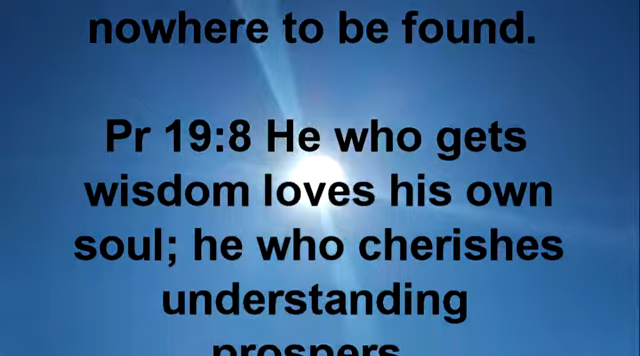 nowhere to be found.
Pr 19:8 He who gets
wisdom loves his own
soul; he who cherishes
understanding
prospers.